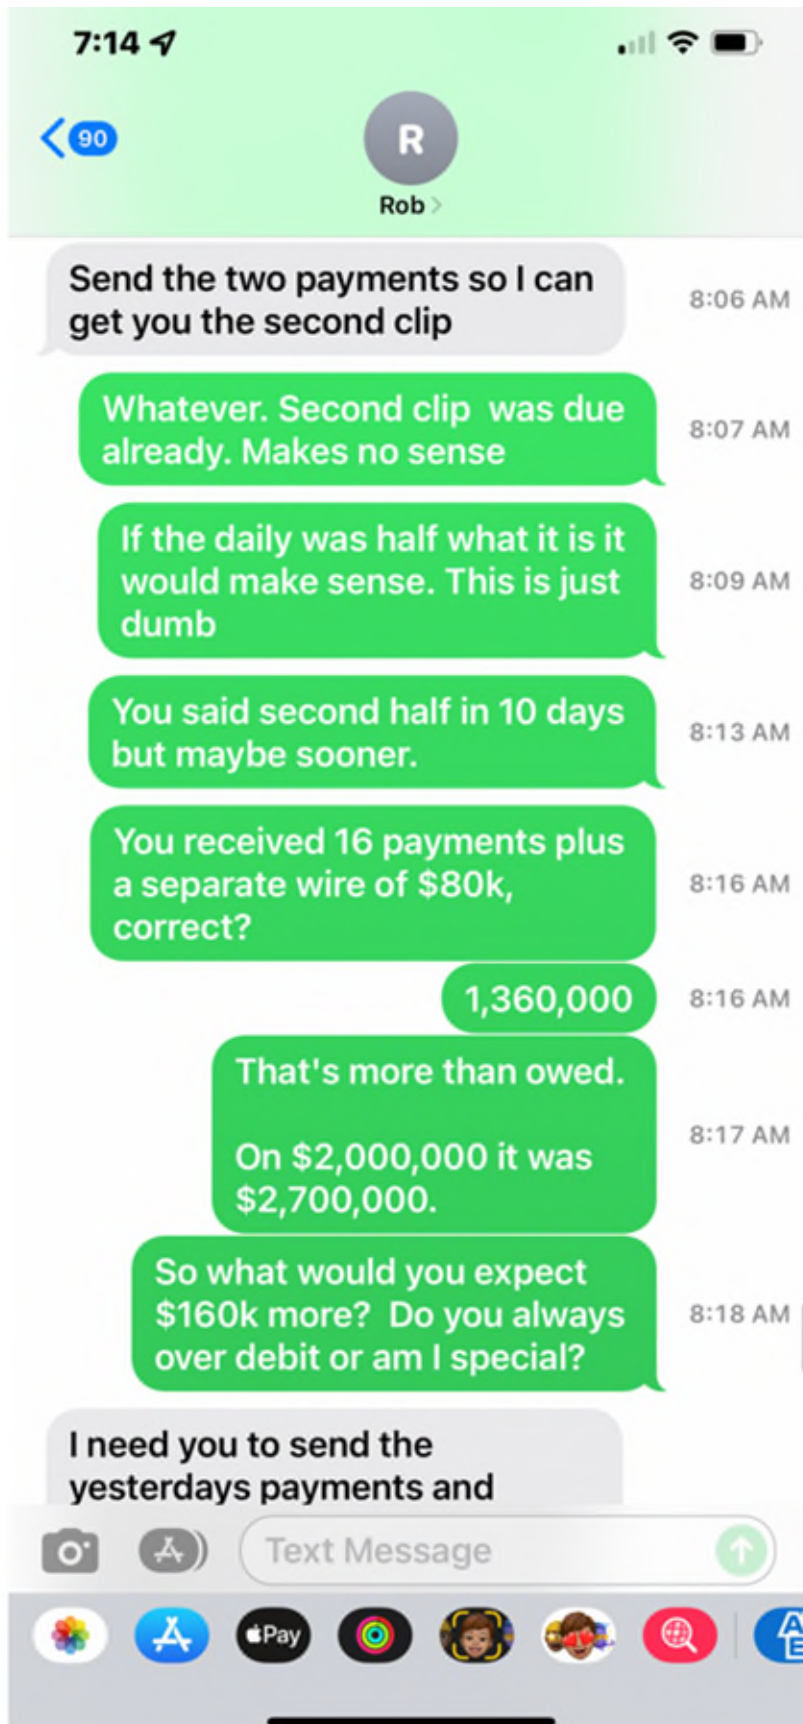 7:14
90
R
Rob
Send the two payments so I can
get you the second clip
8:06 AM
Whatever. Second clip  was due
already. Makes no sense
8:07 AM
If the daily was half what it is it
would make sense. This is just
dumb
8:09 AM
You said second half in 10 days
but maybe sooner.
8:13 AM
You received 16 payments plus
a separate wire of $80k,
correct?
8:16 AM
1,360,000
8:16 AM
That's more than owed.
On $2,000,000 it was
$2,700,000.
8:17 AM
So what would you expect
$160k more?  Do you always
over debit or am I special?
8:18 AM
I need you to send the
yesterdays payments and
Text Message
Pay